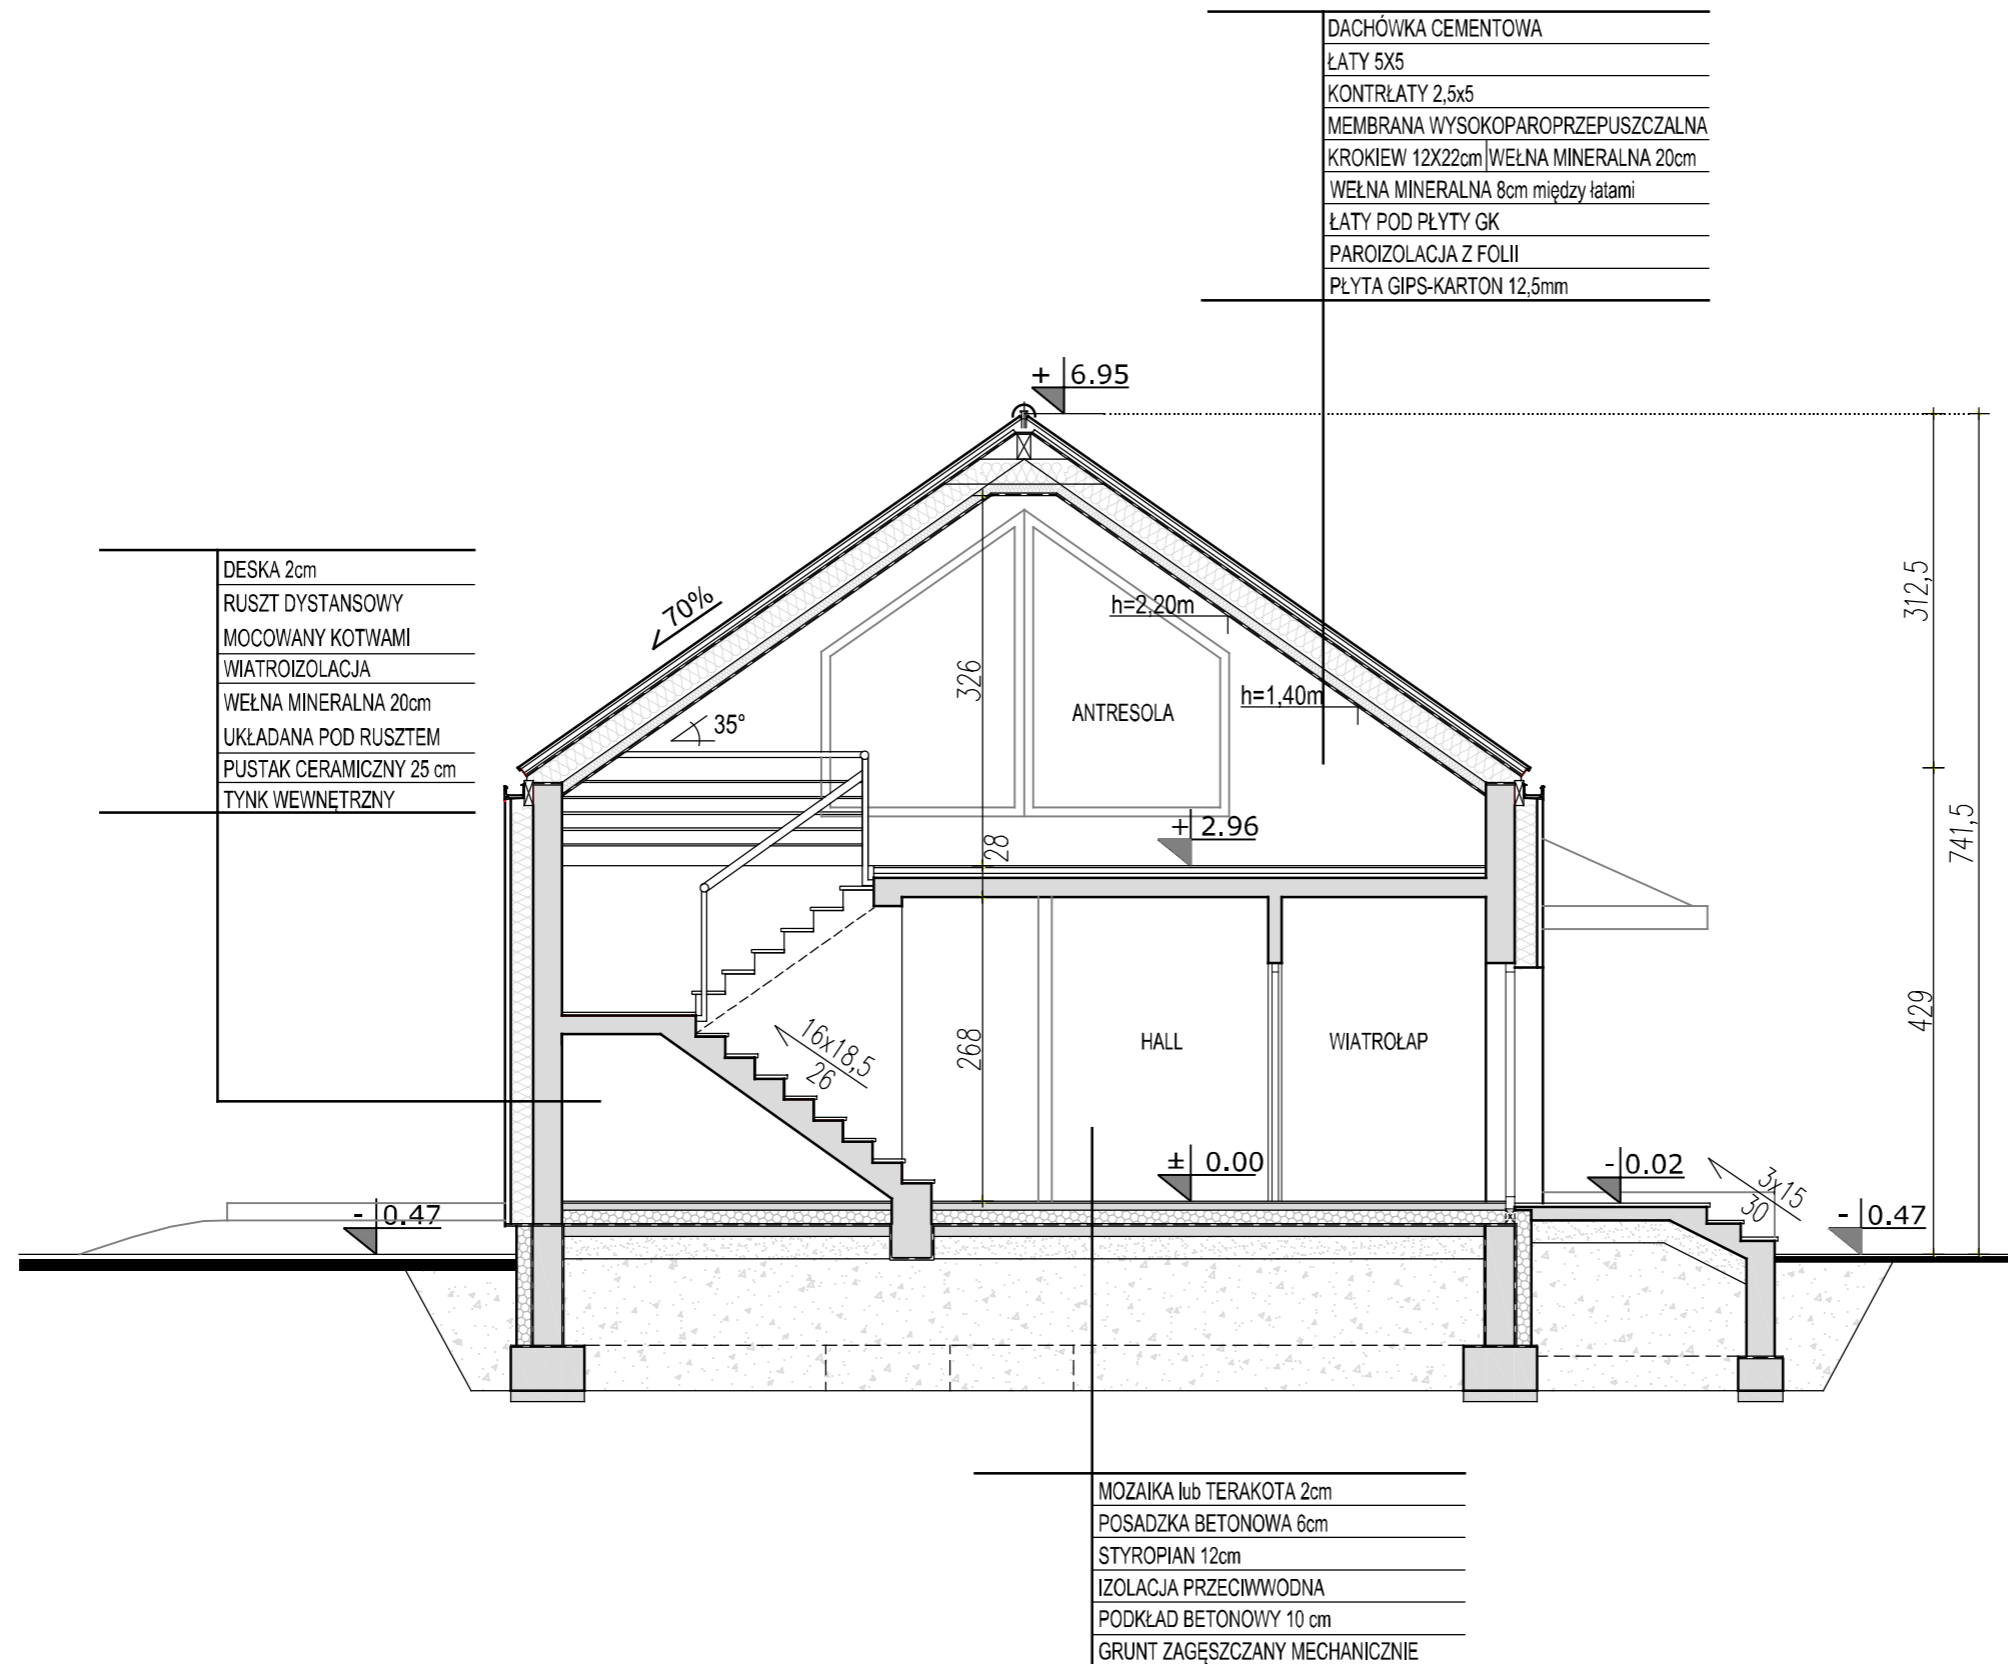 DACHÓWKA CEMENTOWA
ŁATY 5X5
KONTRŁATY 2,5x5
MEMBRANA WYSOKOPAROPRZEPUSZCZALNA
KROKIEW 12X22cm WEŁNA MINERALNA 20cm
WEŁNA MINERALNA 8cm między łatami
ŁATY POD PŁYTY GK
PAROIZOLACJA Z FOLII
PŁYTA GIPS-KARTON 12,5mm
+ 6.95
DESKA 2cm
RUSZT DYSTANSOWY
MOCOWANY KOTWAMI
WIATROIZOLACJA
WEŁNA MINERALNA 20cm
UKŁADANA POD RUSZTEM
PUSTAK CERAMICZNY 25 cm
TYNK WEWNĘTRZNY
70%
35°
h=2,20m
h=1,40m
ANTRESOLA
326
28
+ 2.96
312,5
741,5
429
268
16x18,5
26
HALL
WIATROŁAP
± 0.00
- 0.02
3x15
30
- 0.47
- 0.47
MOZAIKA lub TERAKOTA 2cm
POSADZKA BETONOWA 6cm
STYROPIAN 12cm
IZOLACJA PRZECIWWODNA
PODKŁAD BETONOWY 10 cm
GRUNT ZAGĘSZCZANY MECHANICZNIE